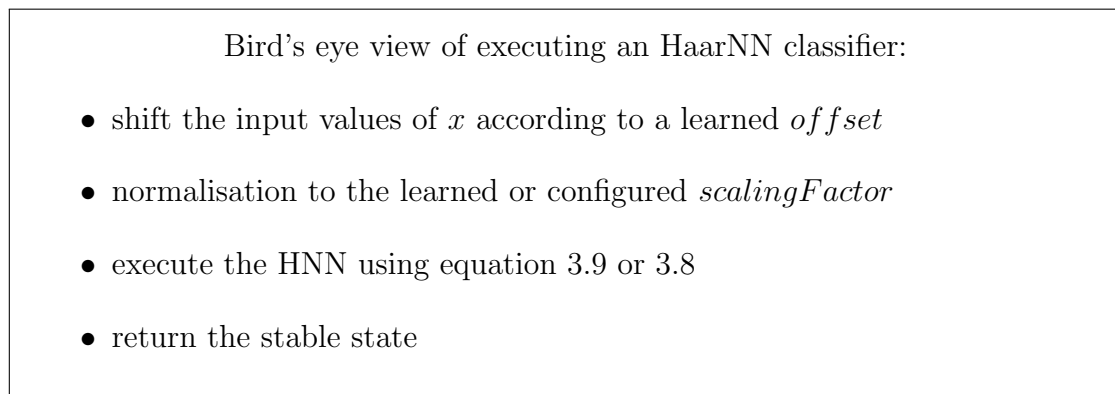 Bird's eye view of executing an HaarNN classifier:
• shift the input values of x according to a learned offset
• normalisation to the learned or configured scalingFactor
• execute the HNN using equation 3.9 or 3.8
• return the stable state